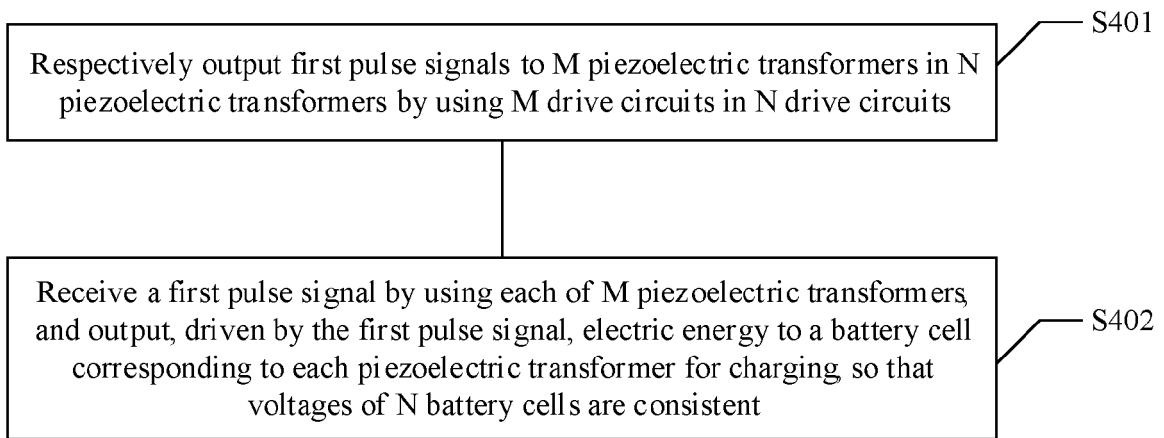 S401
Respectively output first pulse signals to M piezoelectric transformers in N
piezoelectric transformers by using M drive circuits in N drive circuits
Receive a first pulse signal by using each of M piezoelectric transformers,
and output, driven by the first pulse signal, electric energy to a battery cell
corresponding to each piezoelectric transformer for charging, so that
voltages of N battery cells are consistent
S402